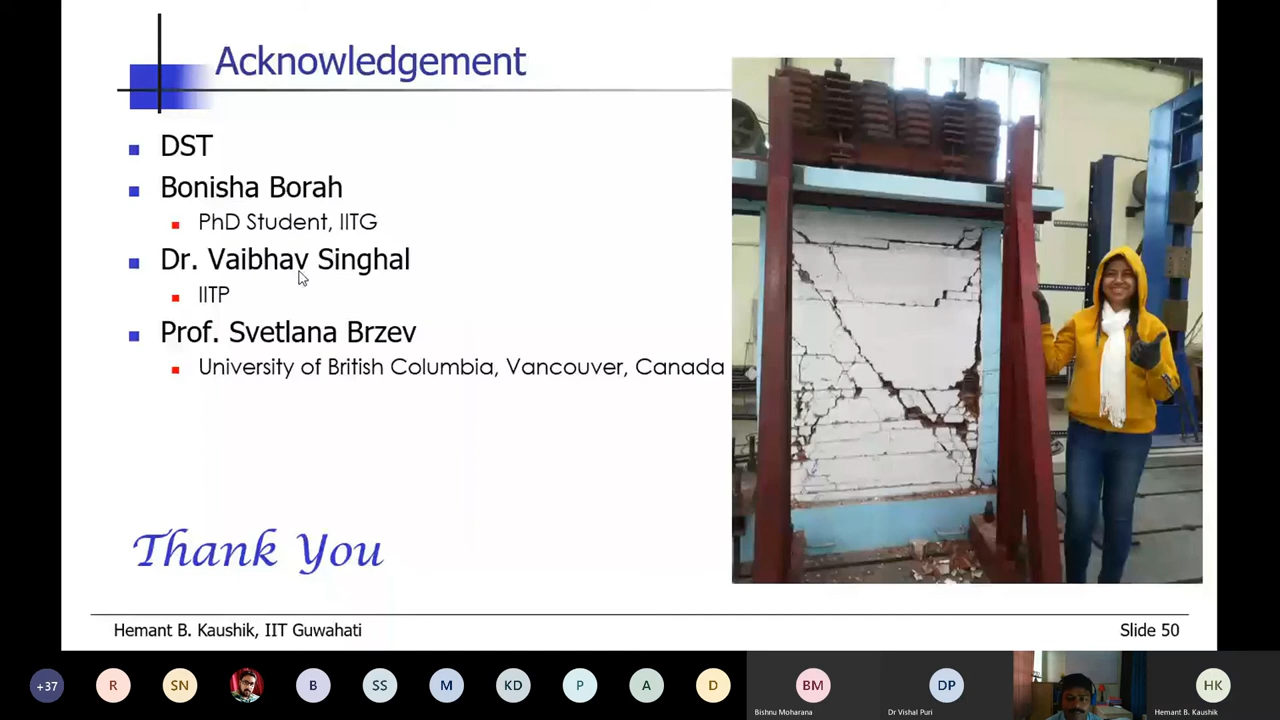 Acknowledgement
DST
Bonisha Borah
PhD Student, IITG
Dr. Vaibhav Singhal
IITP
Prof. Svetlana Brzev
University of British Columbia, Vancouver, Canada
Thank You
Hemant B. Kaushik, IIT Guwahati
Slide 50
+37
R
SN
B
SS
M
KD
P
A
D
BM
Bishnu Moharana
DP
Dr Vishal Puri
HK
Hemant B. Kaushik